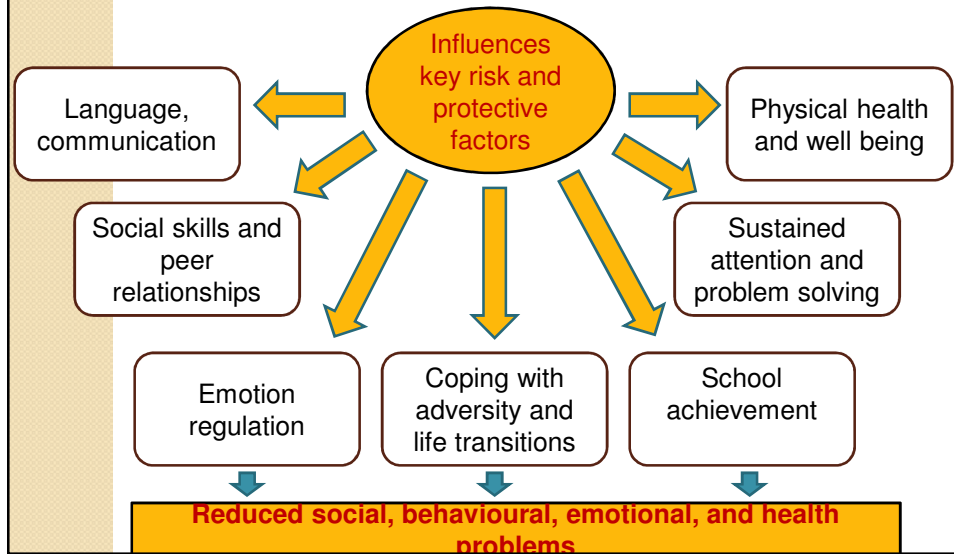 Influences
key risk and
protective
factors
Language,
communication
Physical health
and well being
Social skills and
peer
relationships
Sustained
attention and
problem solving
Emotion
regulation
Coping with
adversity and
life transitions
School
achievement
Reduced social, behavioural, emotional, and health
problems